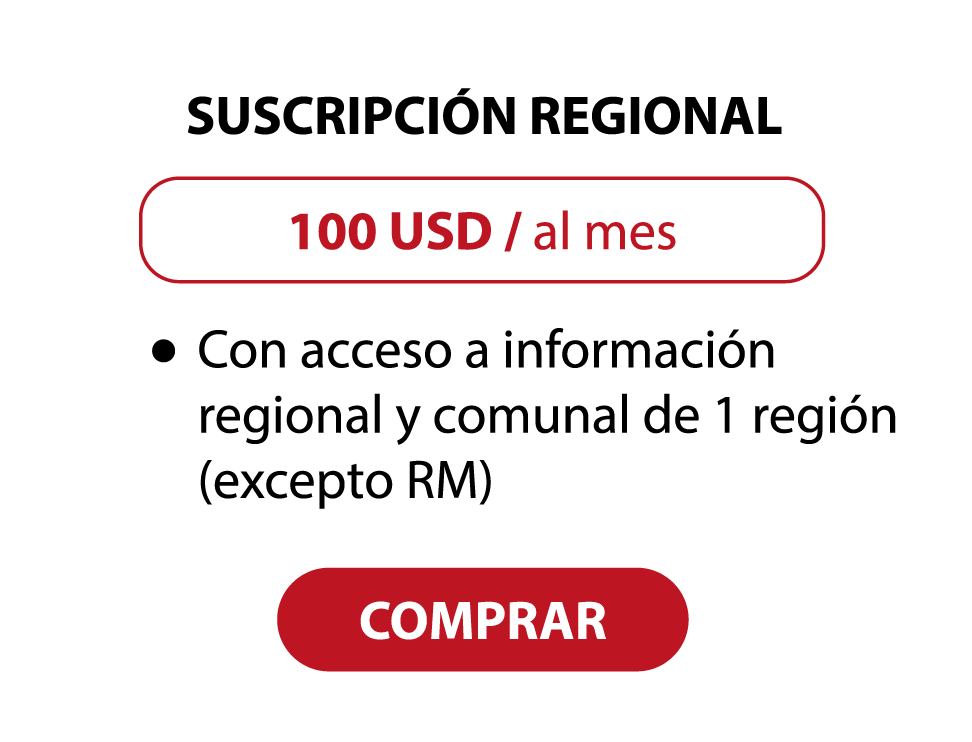 SUSCRIPCIÓN REGIONAL
100 USD / al mes
● Con acceso a información
regional y comunal de 1 región
(excepto RM)
COMPRAR